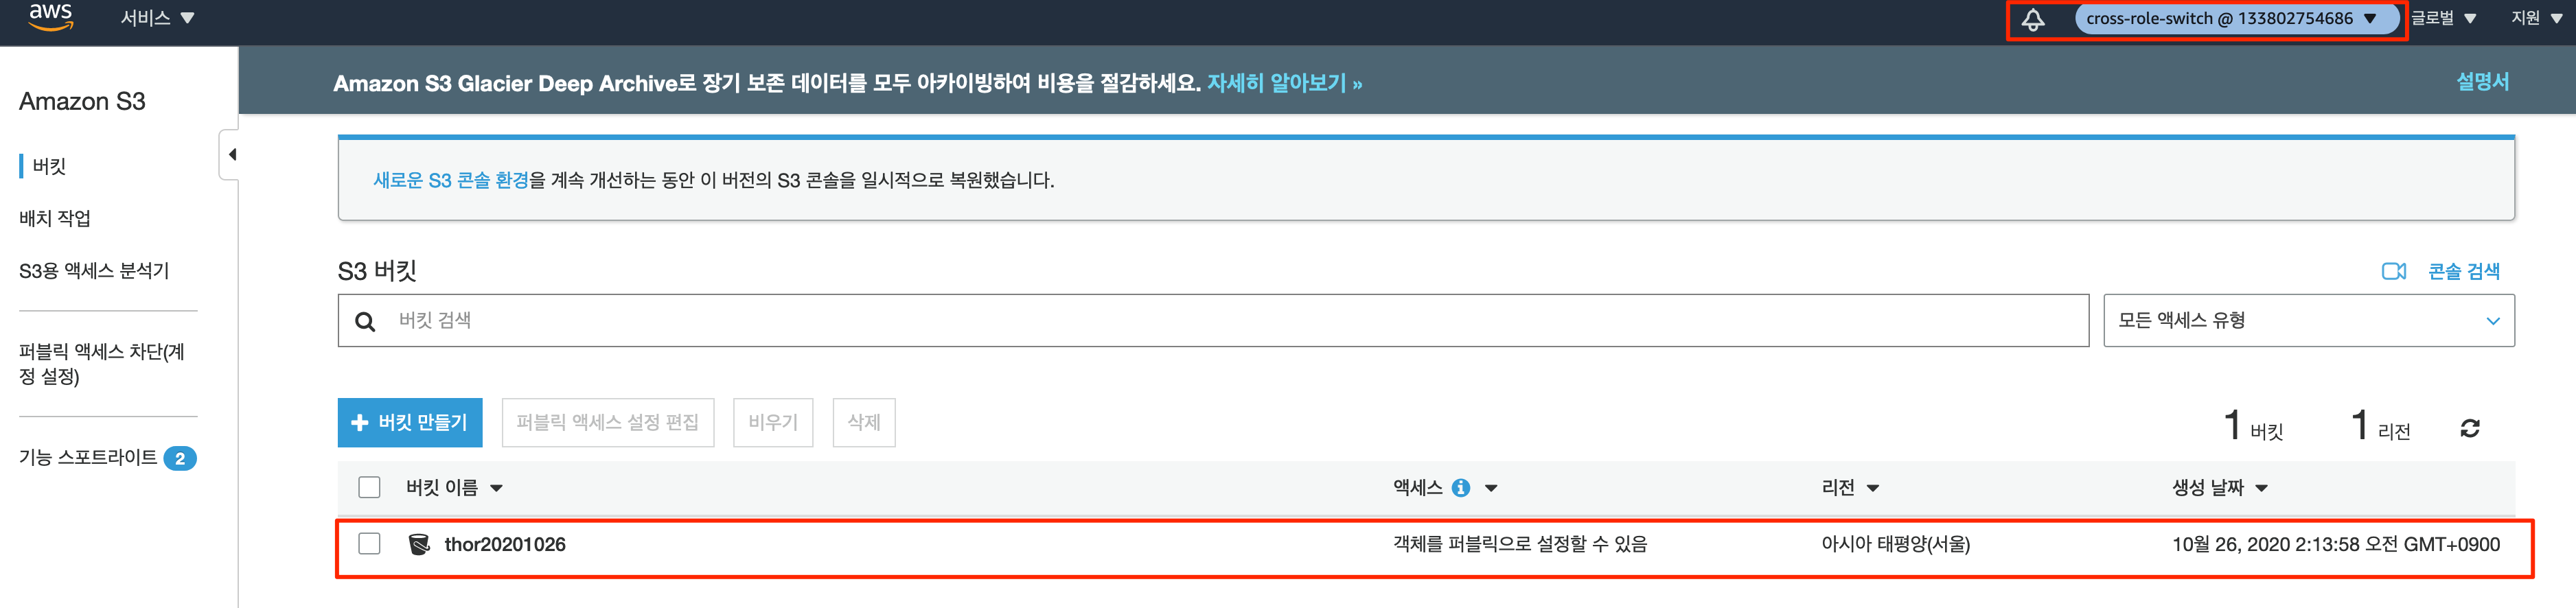 aws
서비스
cross-role-switch @ 133802754686
글로벌
지원
Amazon S3
버킷
배치 작업
S3용 액세스 분석기
퍼블릭 액세스 차단(계
정 설정)
기능 스포트라이트 2
Amazon S3 Glacier Deep Archive로 장기 보존 데이터를 모두 아카이빙하여 비용을 절감하세요. 자세히 알아보기 »
설명서
새로운 S3 콘솔 환경을 계속 개선하는 동안 이 버전의 S3 콘솔을 일시적으로 복원했습니다.
S3 버킷
콘솔 검색
버킷 검색
모든 액세스 유형
+ 버킷 만들기
퍼블릭 액세스 설정 편집
비우기
삭제
1 버킷
1 리전
버킷 이름
액세스
리전
생성 날짜
thor20201026
객체를 퍼블릭으로 설정할 수 있음
아시아 태평양(서울)
10월 26, 2020 2:13:58 오전 GMT+0900